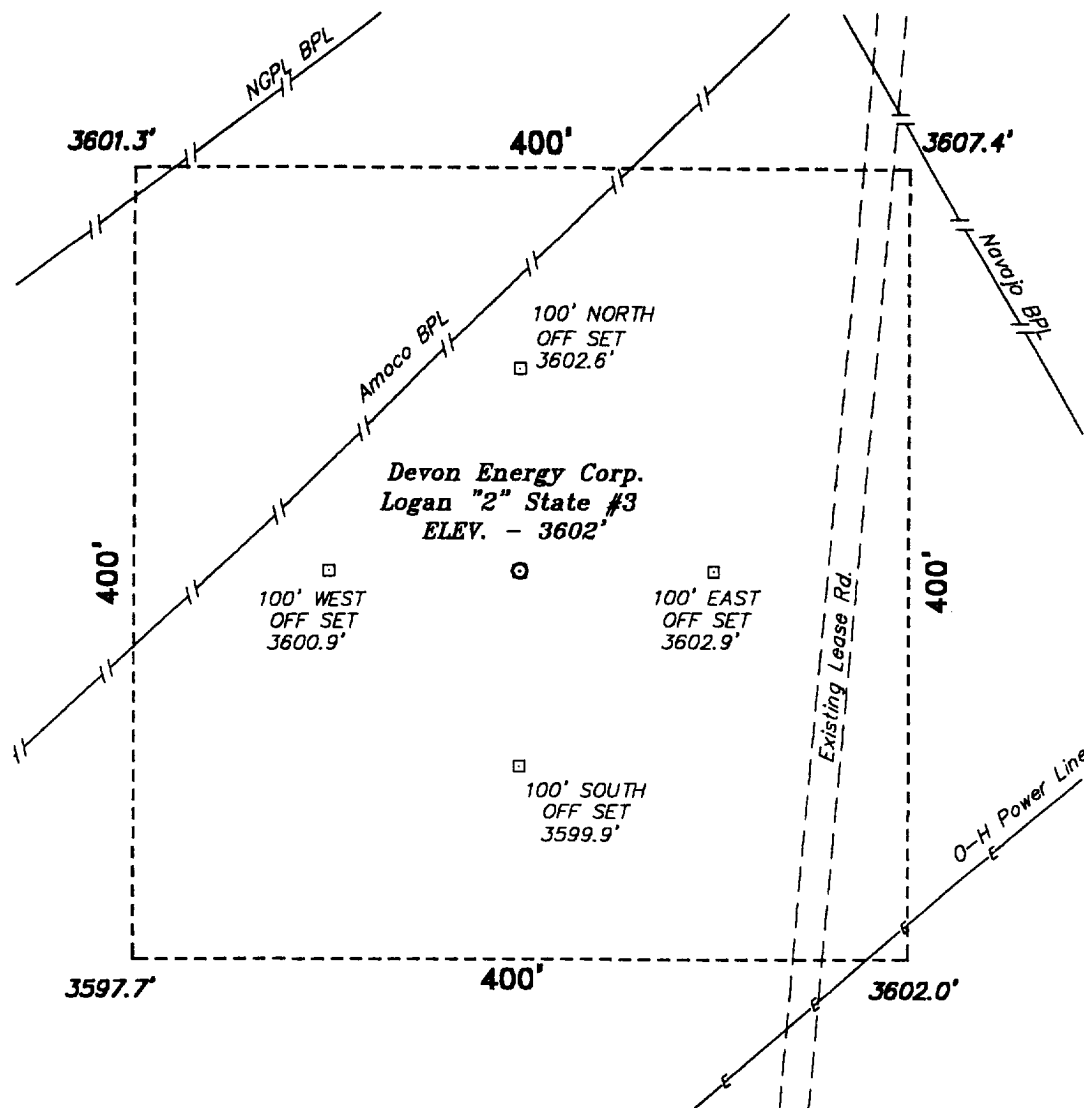 NGPL BPL
3601.3'
400'
3607.4'
Navajo BPL
100' NORTH
OFF SET
3602.6'
Amoco BPL
Devon Energy Corp.
Logan "2" State #3
ELEV. - 3602'
400'
100' WEST
OFF SET
3600.9'
100' EAST
OFF SET
3602.9'
400'
Existing Lease Rd.
100' SOUTH
OFF SET
3599.9'
O-H Power Line
E
E
E
E
3597.7'
400'
3602.0'